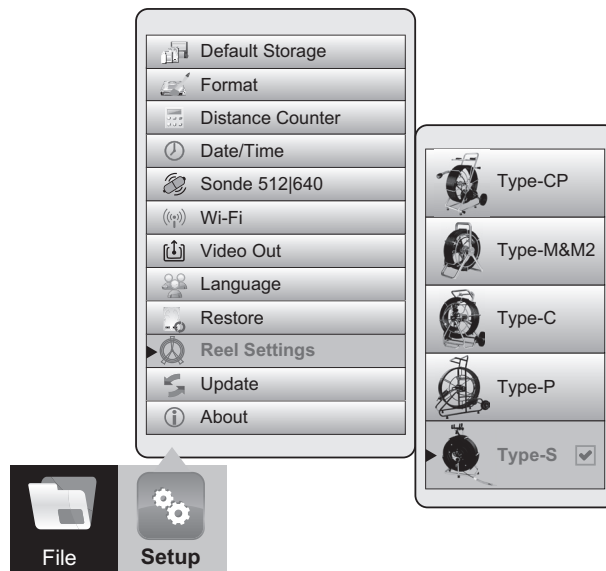 Default Storage
Format
Distance Counter
Date/Time
Sonde 512|640
Wi-Fi
Video Out
Language
Restore
Reel Settings
Update
About
Type-CP
Type-M&M2
Type-C
Type-P
Type-S
File
Setup